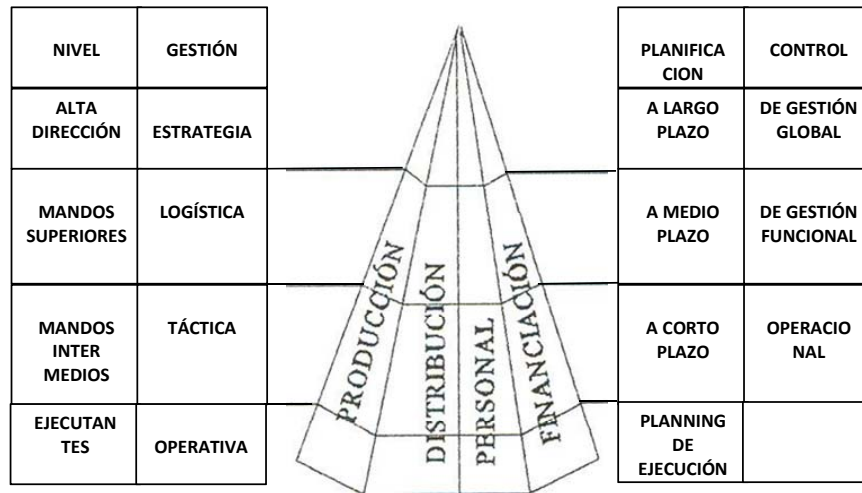 NIVEL
GESTIÓN
ALTA
DIRECCIÓN
ESTRATEGIA
MANDOS
SUPERIORES
LOGÍSTICA
MANDOS
INTER
MEDIOS
TÁCTICA
EJECUTAN
TES
OPERATIVA
PRODUCCIÓN
DISTRIBUCIÓN
PERSONAL
FINANCIACIÓN
PLANIFICA
CION
CONTROL
A LARGO
PLAZO
DE GESTIÓN
GLOBAL
A MEDIO
PLAZO
DE GESTIÓN
FUNCIONAL
A CORTO
PLAZO
OPERACIO
NAL
PLANNING
DE
EJECUCIÓN